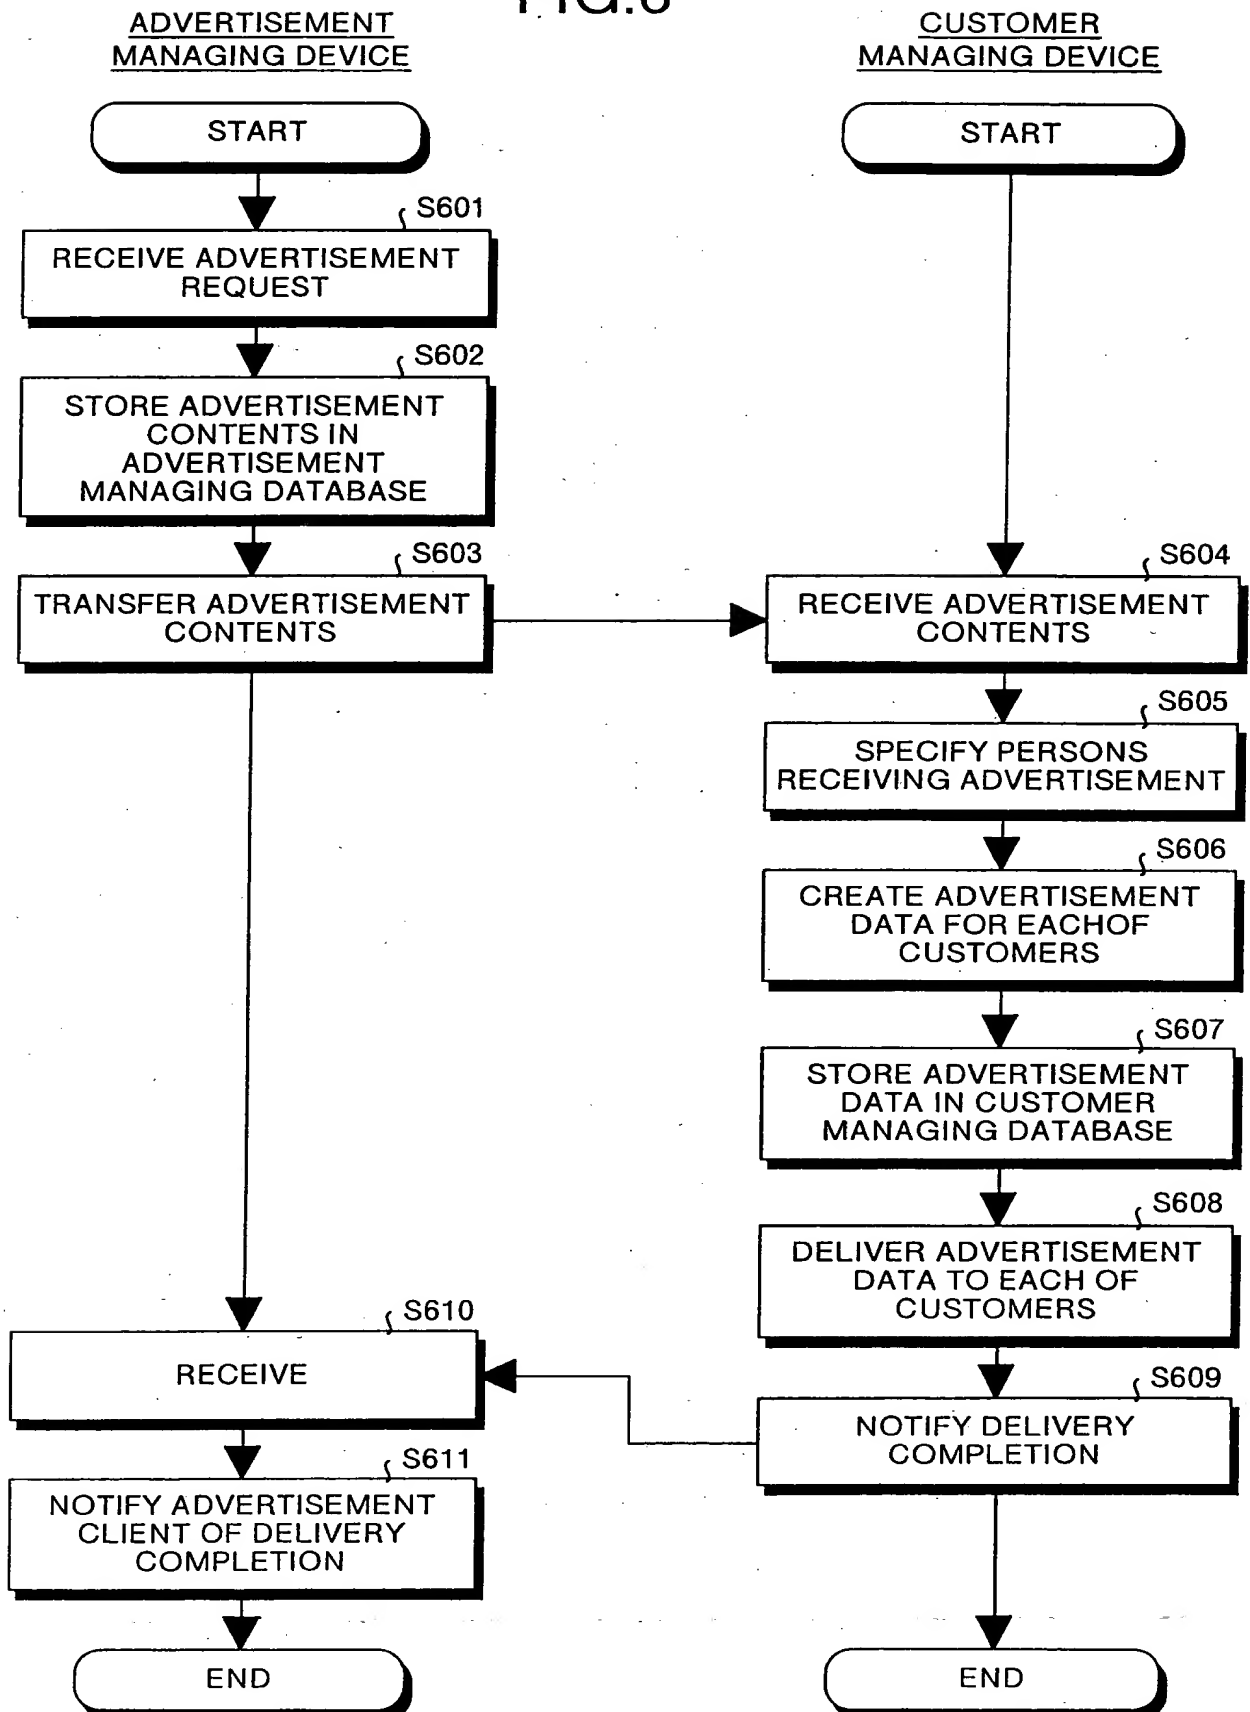 FIG.6
ADVERTISEMENT
MANAGING DEVICE
START
S601
RECEIVE ADVERTISEMENT
REQUEST
S602
STORE ADVERTISEMENT
CONTENTS IN
ADVERTISEMENT
MANAGING DATABASE
S603
TRANSFER ADVERTISEMENT
CONTENTS
S610
RECEIVE
S611
NOTIFY ADVERTISEMENT
CLIENT OF DELIVERY
COMPLETION
END
CUSTOMER
MANAGING DEVICE
START
S604
RECEIVE ADVERTISEMENT
CONTENTS
S605
SPECIFY PERSONS
RECEIVING ADVERTISEMENT
S606
CREATE ADVERTISEMENT
DATA FOR EACHOF
CUSTOMERS
S607
STORE ADVERTISEMENT
DATA IN CUSTOMER
MANAGING DATABASE
S608
DELIVER ADVERTISEMENT
DATA TO EACH OF
CUSTOMERS
S609
NOTIFY DELIVERY
COMPLETION
END